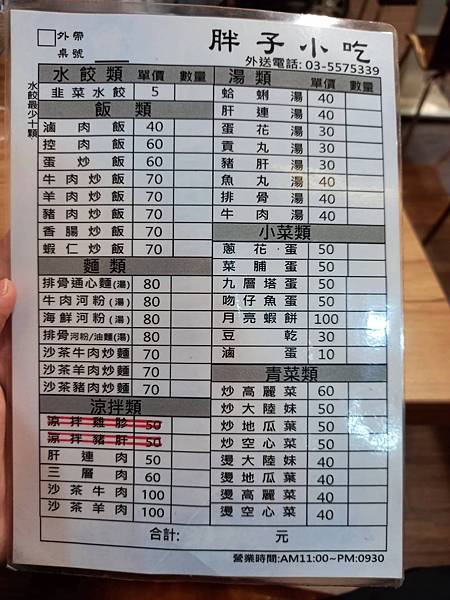 外帶
桌號
胖子小吃
外送電話: 03-5575339
水餃最少十顆
水餃類 單價 數量
韭菜水餃 5
飯類
滷肉飯 40
控肉飯 60
蛋炒飯 60
牛肉炒飯 70
羊肉炒飯 70
豬肉炒飯 70
香腸炒飯 70
蝦仁炒飯 70
麵類
排骨通心麵(湯) 80
牛肉河粉(湯) 80
海鮮河粉(湯) 80
排骨河粉/油麵(湯) 80
沙茶牛肉炒麵 70
沙茶羊肉炒麵 70
沙茶豬肉炒麵 70
涼拌類
涼拌雞胗 50
涼拌豬肝 50
肝連肉 50
三層肉 60
沙茶牛肉 100
沙茶羊肉 100
湯類 單價 數量
蛤蜊湯 40
肝連湯 40
蛋花湯 30
貢丸湯 30
豬肝湯 30
魚丸湯 40
排骨湯 40
牛肉湯 40
小菜類
蔥花蛋 50
菜脯蛋 50
九層塔蛋 50
吻仔魚蛋 50
月亮蝦餅 100
豆乾 30
滷蛋 10
青菜類
炒高麗菜 60
炒大陸妹 50
炒地瓜葉 50
炒空心菜 50
燙大陸妹 40
燙地瓜葉 40
燙高麗菜 40
燙空心菜 40
合計: 元
營業時間:AM11:00~PM:0930